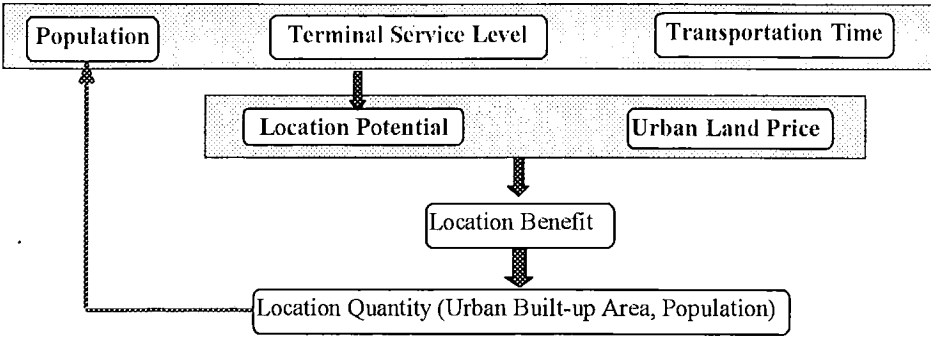 Population
Terminal Service Level
Transportation Time
Location Potential
Urban Land Price
Location Benefit
Location Quantity (Urban Built-up Area, Population)